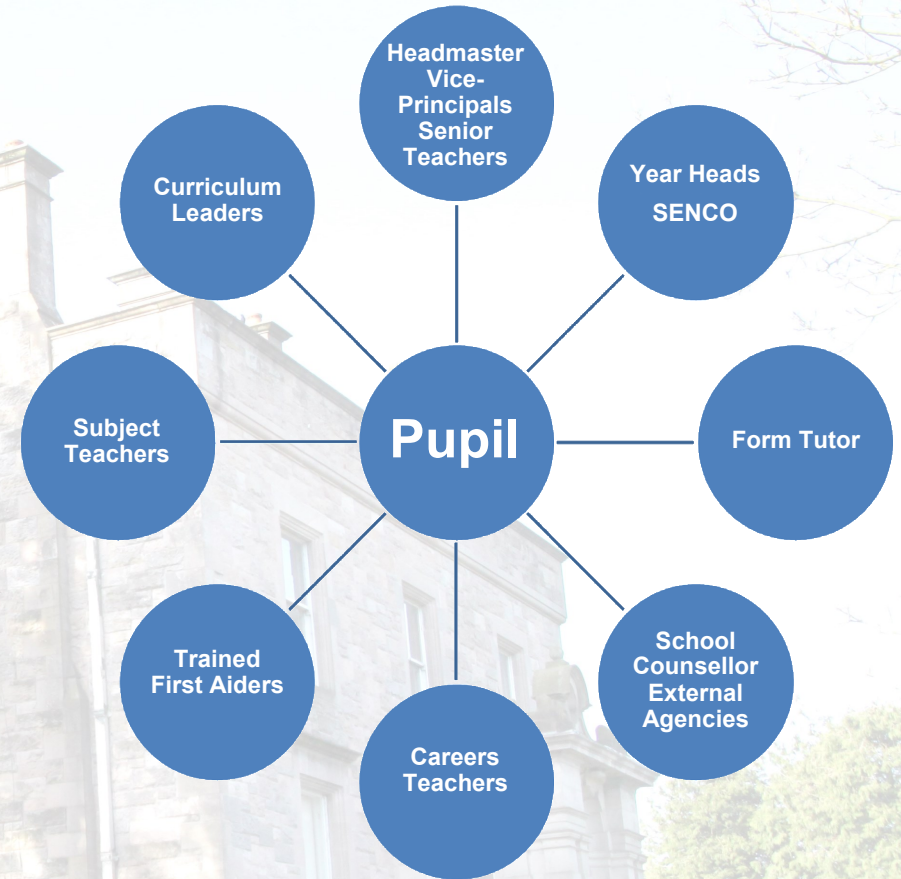 Headmaster
Vice-
Principals
Senior
Teachers
Year Heads
SENCO
Curriculum
Leaders
Pupil
Subject
Teachers
Form Tutor
Trained
First Aiders
School
Counsellor
External
Agencies
Careers
Teachers